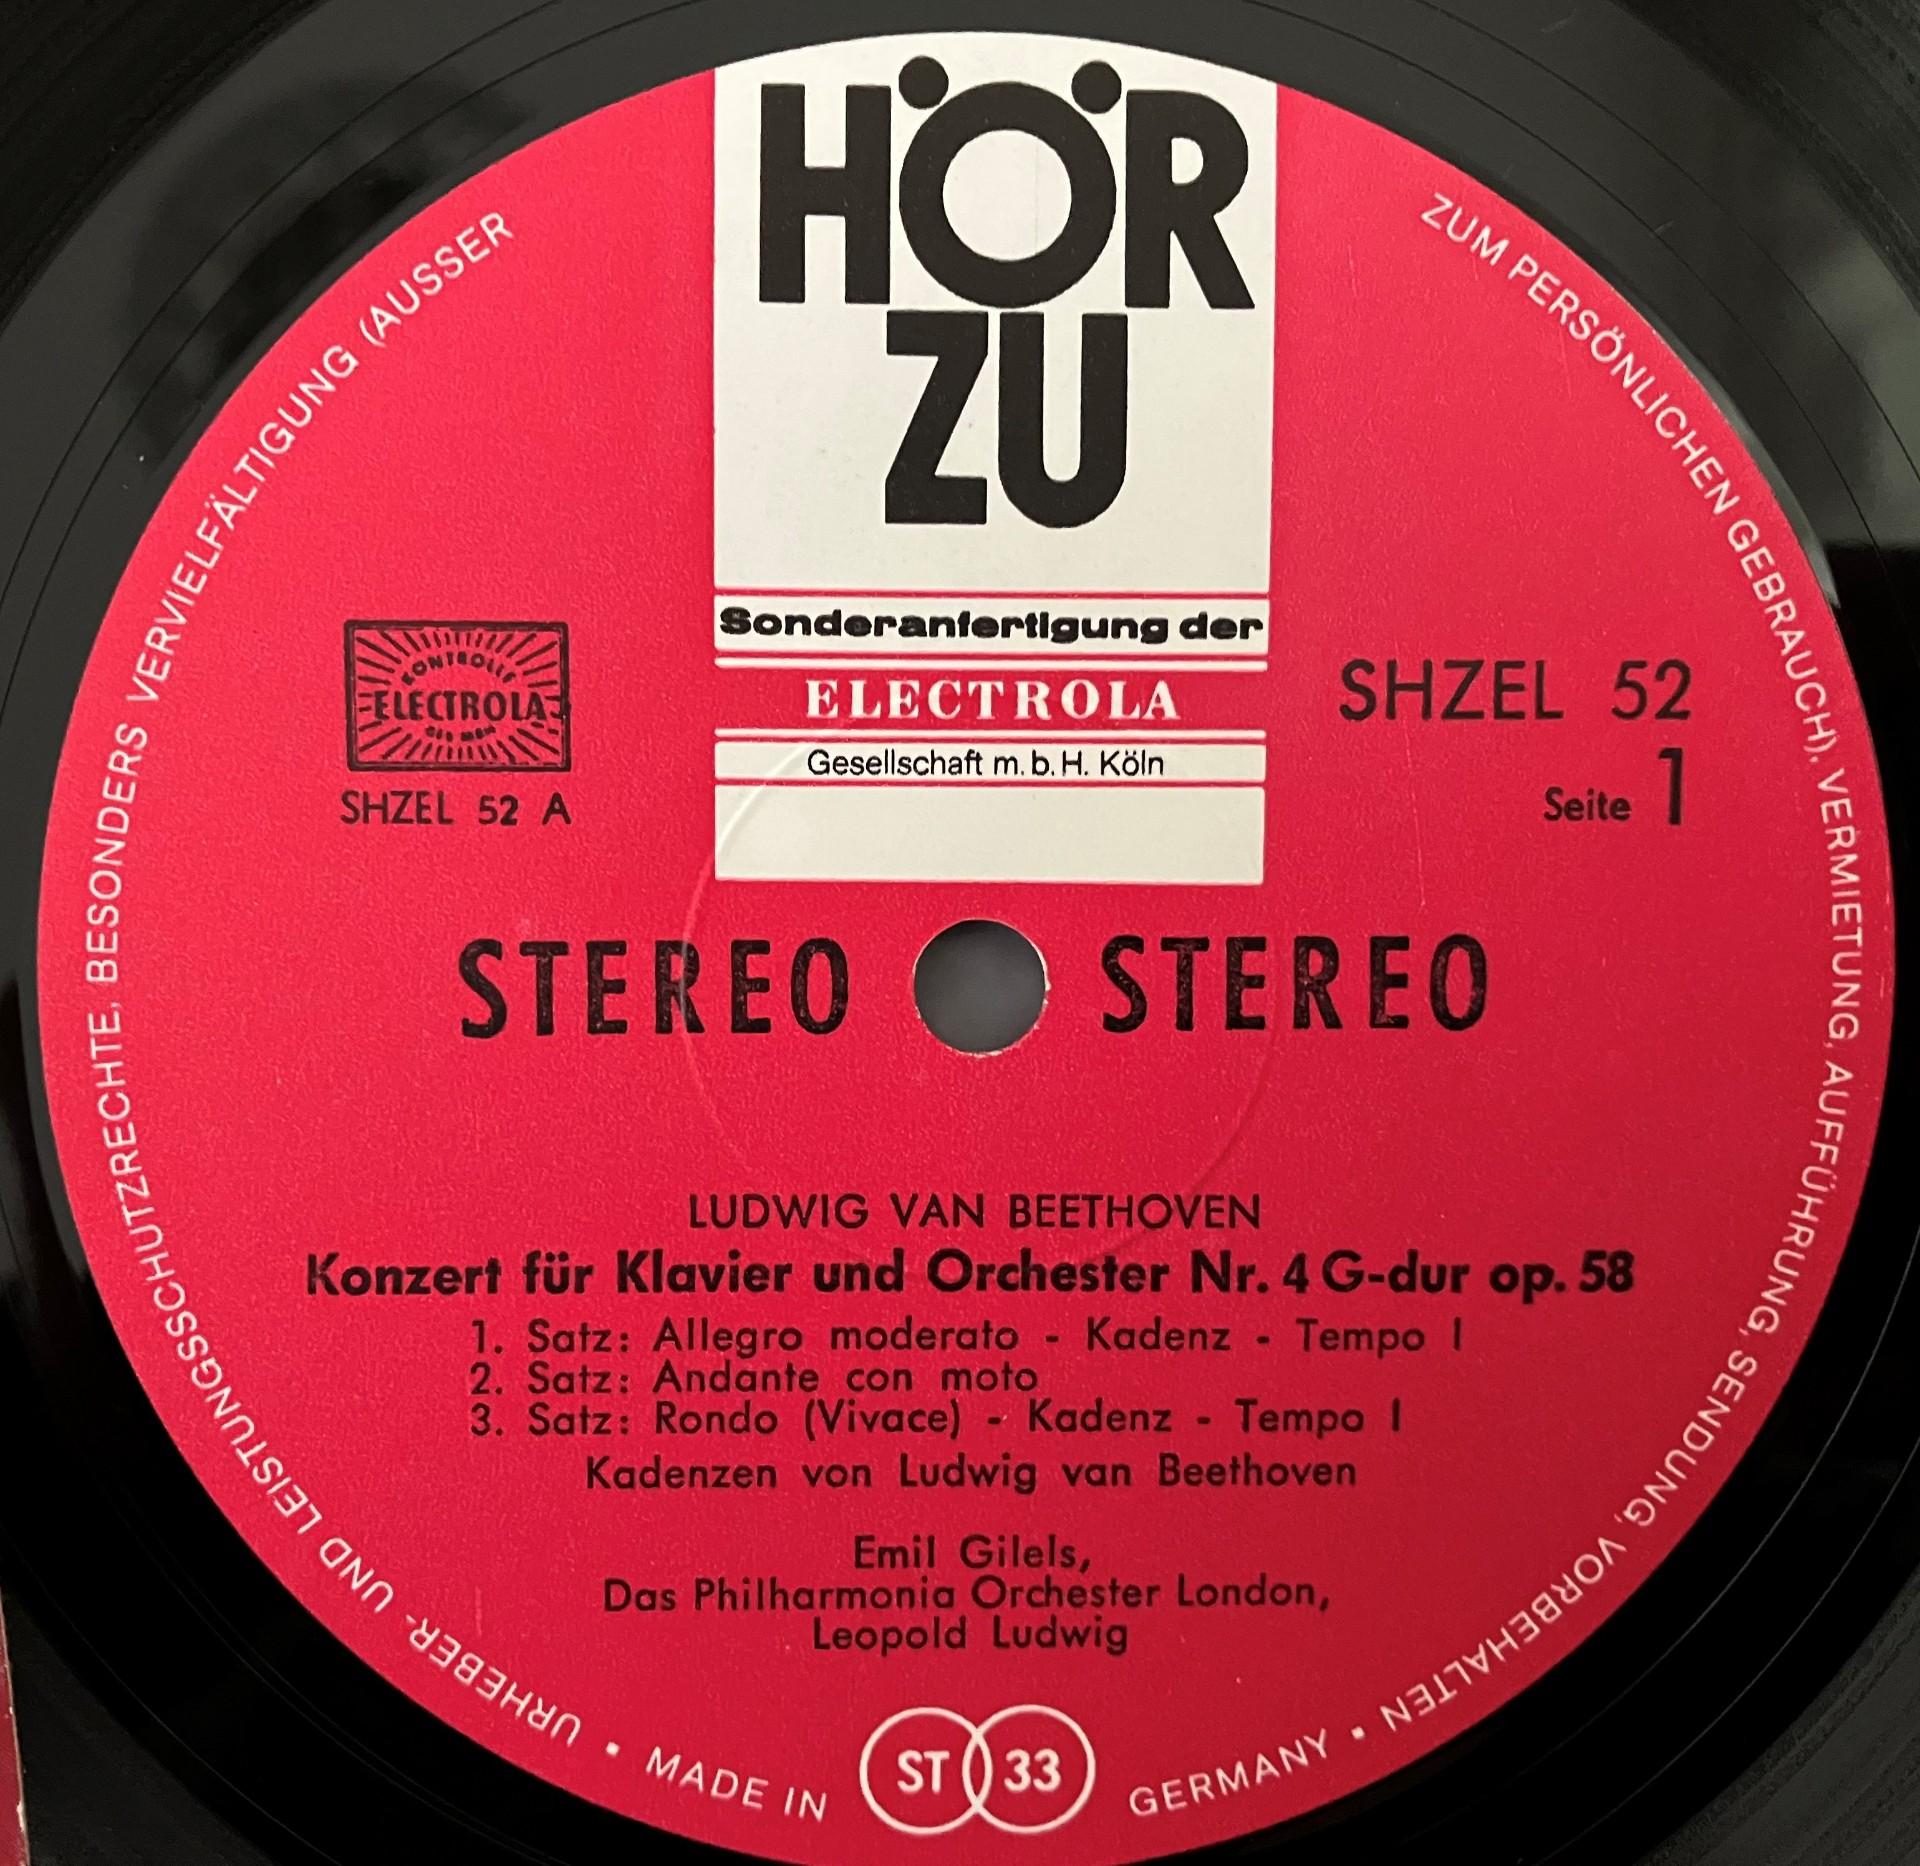 HÖR
ZU
Sonderanfertigung der
ELECTROLA
Gesellschaft m.b.H. Köln
KONTROLLE
ELECTROLA
GES MBH
SHZEL 52 A
SHZEL 52
Seite 1
STEREO STEREO
LUDWIG VAN BEETHOVEN
Konzert für Klavier und Orchester Nr. 4 G-dur op. 58
1. Satz: Allegro moderato - Kadenz - Tempo I
2. Satz: Andante con moto
3. Satz: Rondo (Vivace) - Kadenz - Tempo I
Kadenzen von Ludwig van Beethoven
Emil Gilels,
Das Philharmonia Orchester London,
Leopold Ludwig
ST 33
URHEBER- UND LEISTUNGSSCHUTZRECHTE, BESONDERS VERVIELFÄLTIGUNG (AUSSER
ZUM PERSÖNLICHEN GEBRAUCH), VERMIETUNG, AUFFÜHRUNG, SENDUNG, VORBEHALTEN
• MADE IN GERMANY •